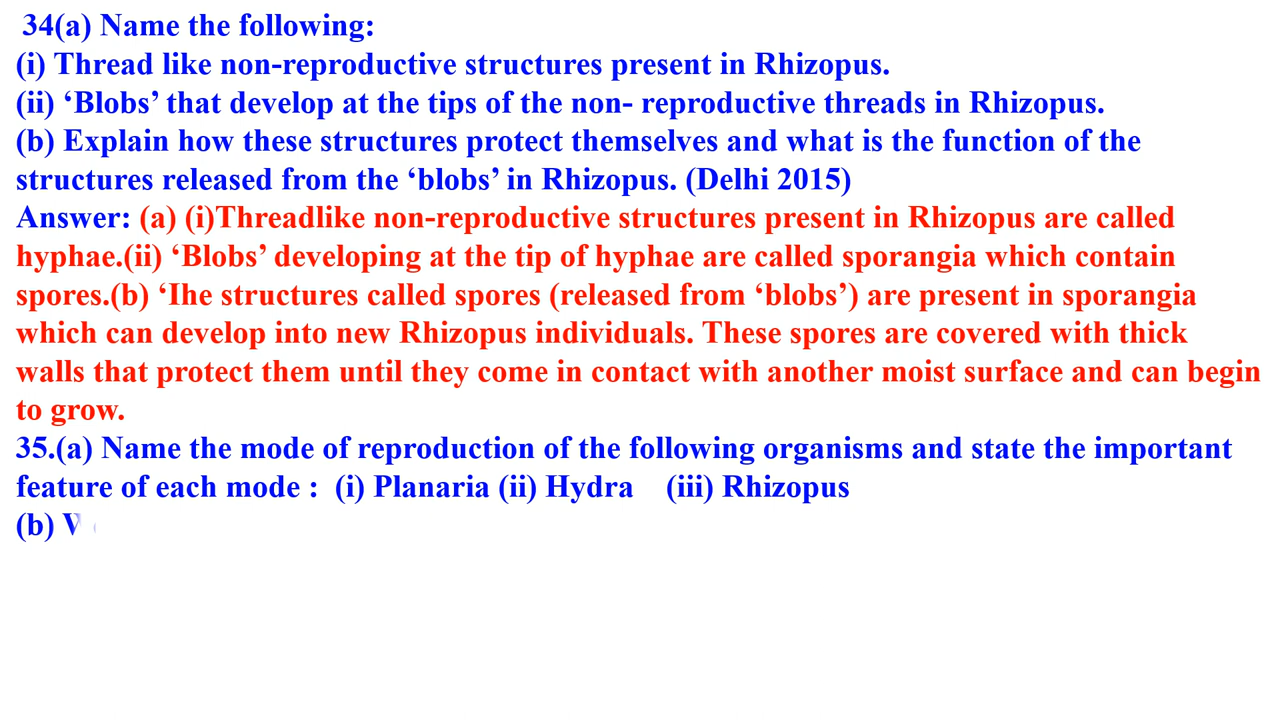 34(a) Name the following:
(i) Thread like non-reproductive structures present in Rhizopus.
(ii) ‘Blobs’ that develop at the tips of the non- reproductive threads in Rhizopus.
(b) Explain how these structures protect themselves and what is the function of the
structures released from the ‘blobs’ in Rhizopus. (Delhi 2015)
Answer: (a) (i)Threadlike non-reproductive structures present in Rhizopus are called
hyphae.(ii) ‘Blobs’ developing at the tip of hyphae are called sporangia which contain
spores.(b) ‘Ihe structures called spores (released from ‘blobs’) are present in sporangia
which can develop into new Rhizopus individuals. These spores are covered with thick
walls that protect them until they come in contact with another moist surface and can begin
to grow.
35.(a) Name the mode of reproduction of the following organisms and state the important
feature of each mode : (i) Planaria (ii) Hydra (iii) Rhizopus
(b)